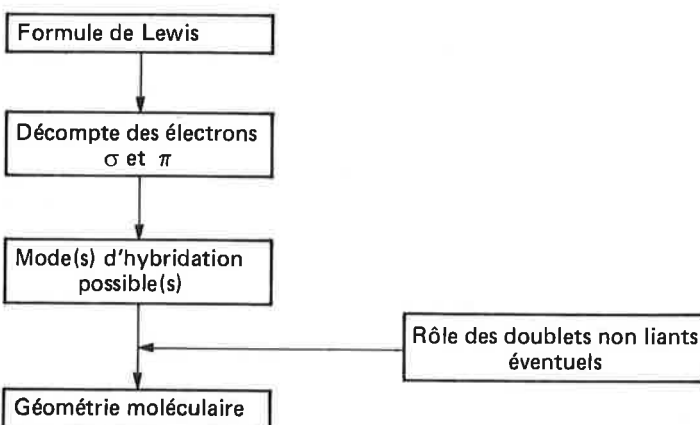 Formule de Lewis
Décompte des électrons
σ et π
Mode(s) d'hybridation
possible(s)
Rôle des doublets non liants
éventuels
Géométrie moléculaire